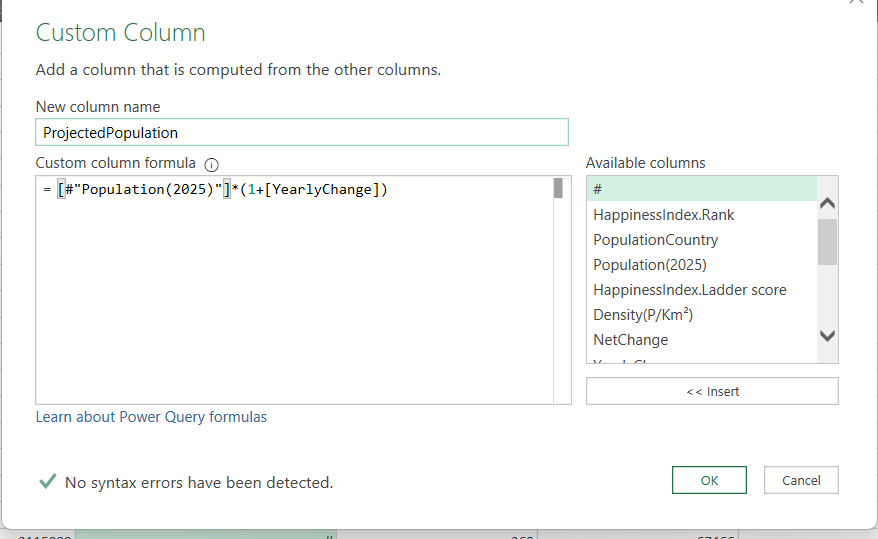 Custom Column
Add a column that is computed from the other columns.
New column name
ProjectedPopulation
Custom column formula
= [#"Population(2025)"]*(1+[YearlyChange])
Available columns
#
HappinessIndex.Rank
PopulationCountry
Population(2025)
HappinessIndex.Ladder score
Density(P/Km²)
NetChange
<< Insert
Learn about Power Query formulas
No syntax errors have been detected.
OK
Cancel